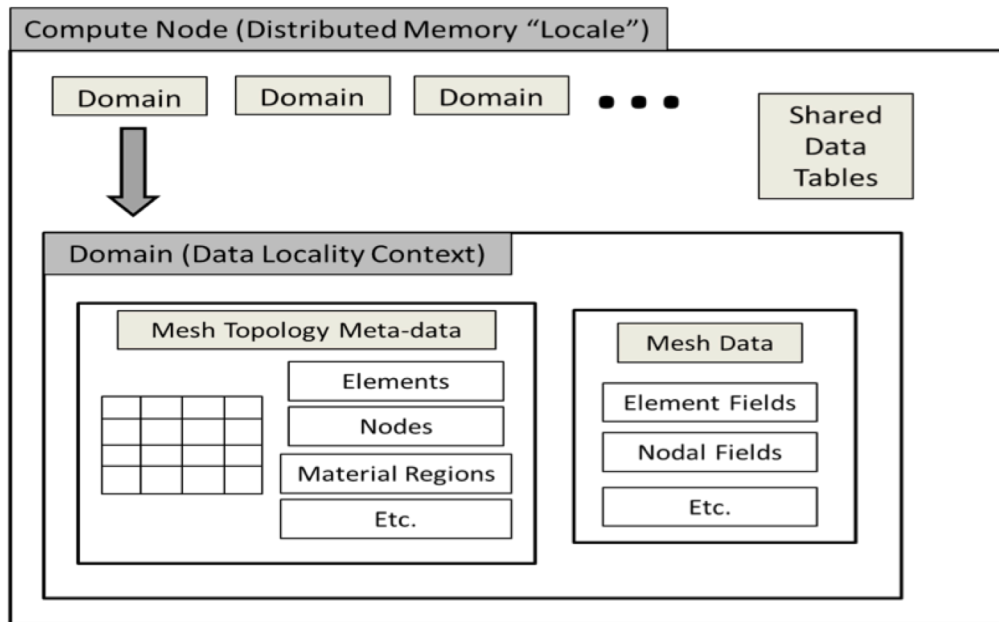 Compute Node (Distributed Memory “Locale”)
Domain
Domain
Domain
Shared
Data
Tables
Domain (Data Locality Context)
Mesh Topology Meta-data
Elements
Nodes
Material Regions
Etc.
Mesh Data
Element Fields
Nodal Fields
Etc.